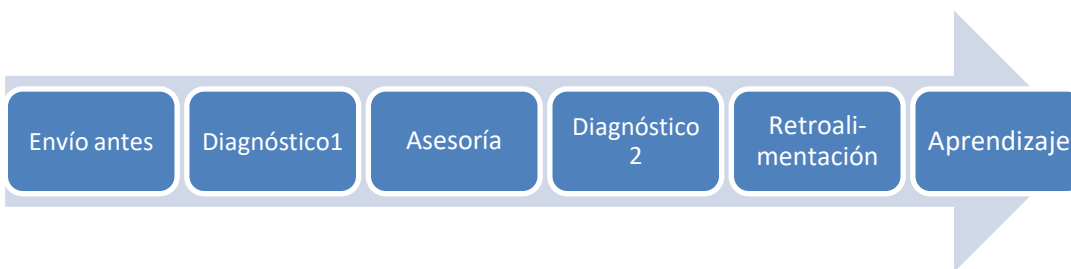 Envío antes
Diagnóstico1
Asesoría
Diagnóstico
2
Retroali-
mentación
Aprendizaje